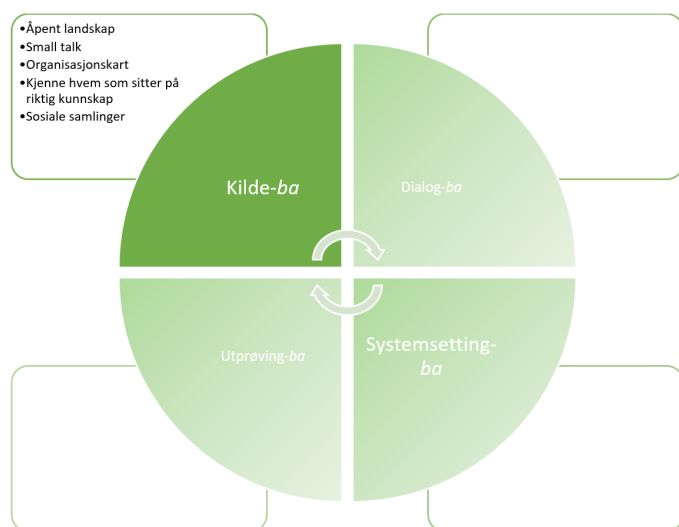 •Åpent landskap
•Small talk
•Organisasjonskart
•Kjenne hvem som sitter på
riktig kunnskap
•Sosiale samlinger
Kilde-ba
Dialog-ba
Utprøving-ba
Systemsetting-
ba